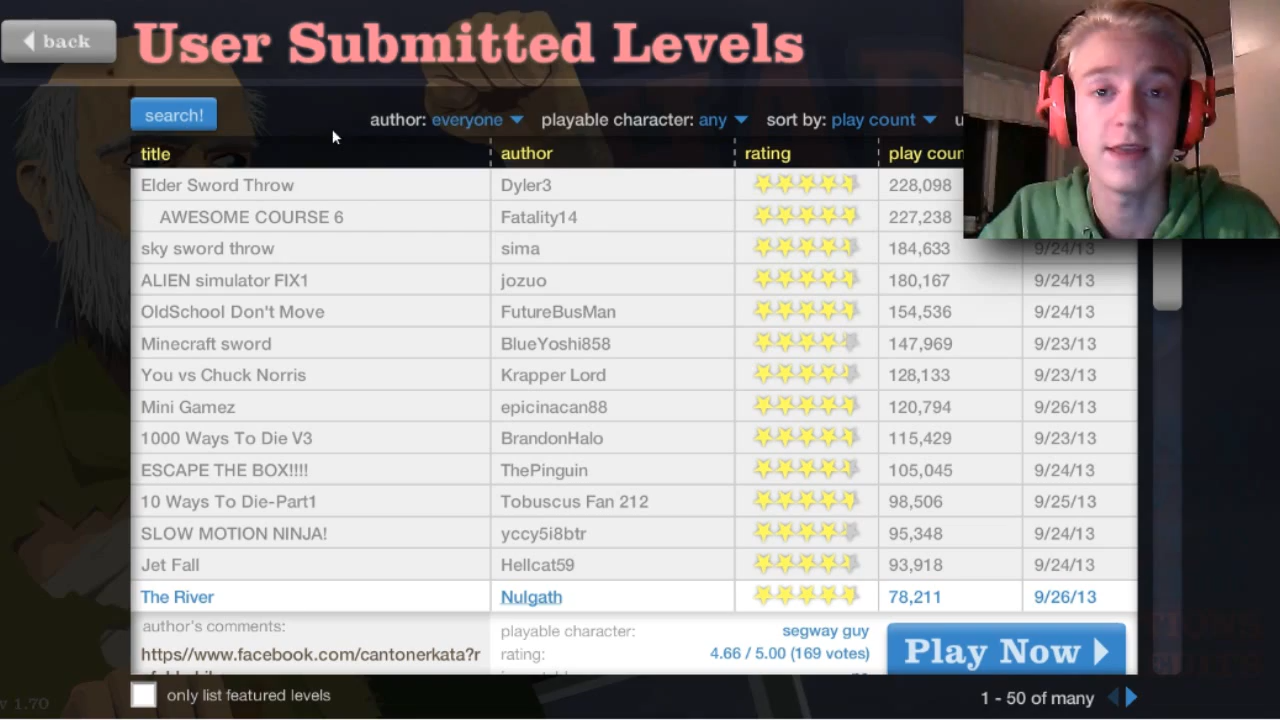 back
User Submitted Levels
search!
author: everyone playable character: any sort by: play count u
title author rating play coun
Elder Sword Throw Dyler3 228,098
AWESOME COURSE 6 Fatality14 227,238
sky sword throw sima 184,633 9/24/13
ALIEN simulator FIX1 jozuo 180,167 9/24/13
OldSchool Don't Move FutureBusMan 154,536 9/24/13
Minecraft sword BlueYoshi858 147,969 9/23/13
You vs Chuck Norris Krapper Lord 128,133 9/23/13
Mini Gamez epicinacan88 120,794 9/26/13
1000 Ways To Die V3 BrandonHalo 115,429 9/23/13
ESCAPE THE BOX!!!! ThePinguin 105,045 9/24/13
10 Ways To Die-Part1 Tobuscus Fan 212 98,506 9/25/13
SLOW MOTION NINJA! yccy5i8btr 95,348 9/24/13
Jet Fall Hellcat59 93,918 9/24/13
The River Nulgath 78,211 9/26/13
author's comments: playable character: segway guy
https//www.facebook.com/cantonerkata?r rating: 4.66 / 5.00 (169 votes) Play Now
only list featured levels 1 - 50 of many
v 1.70